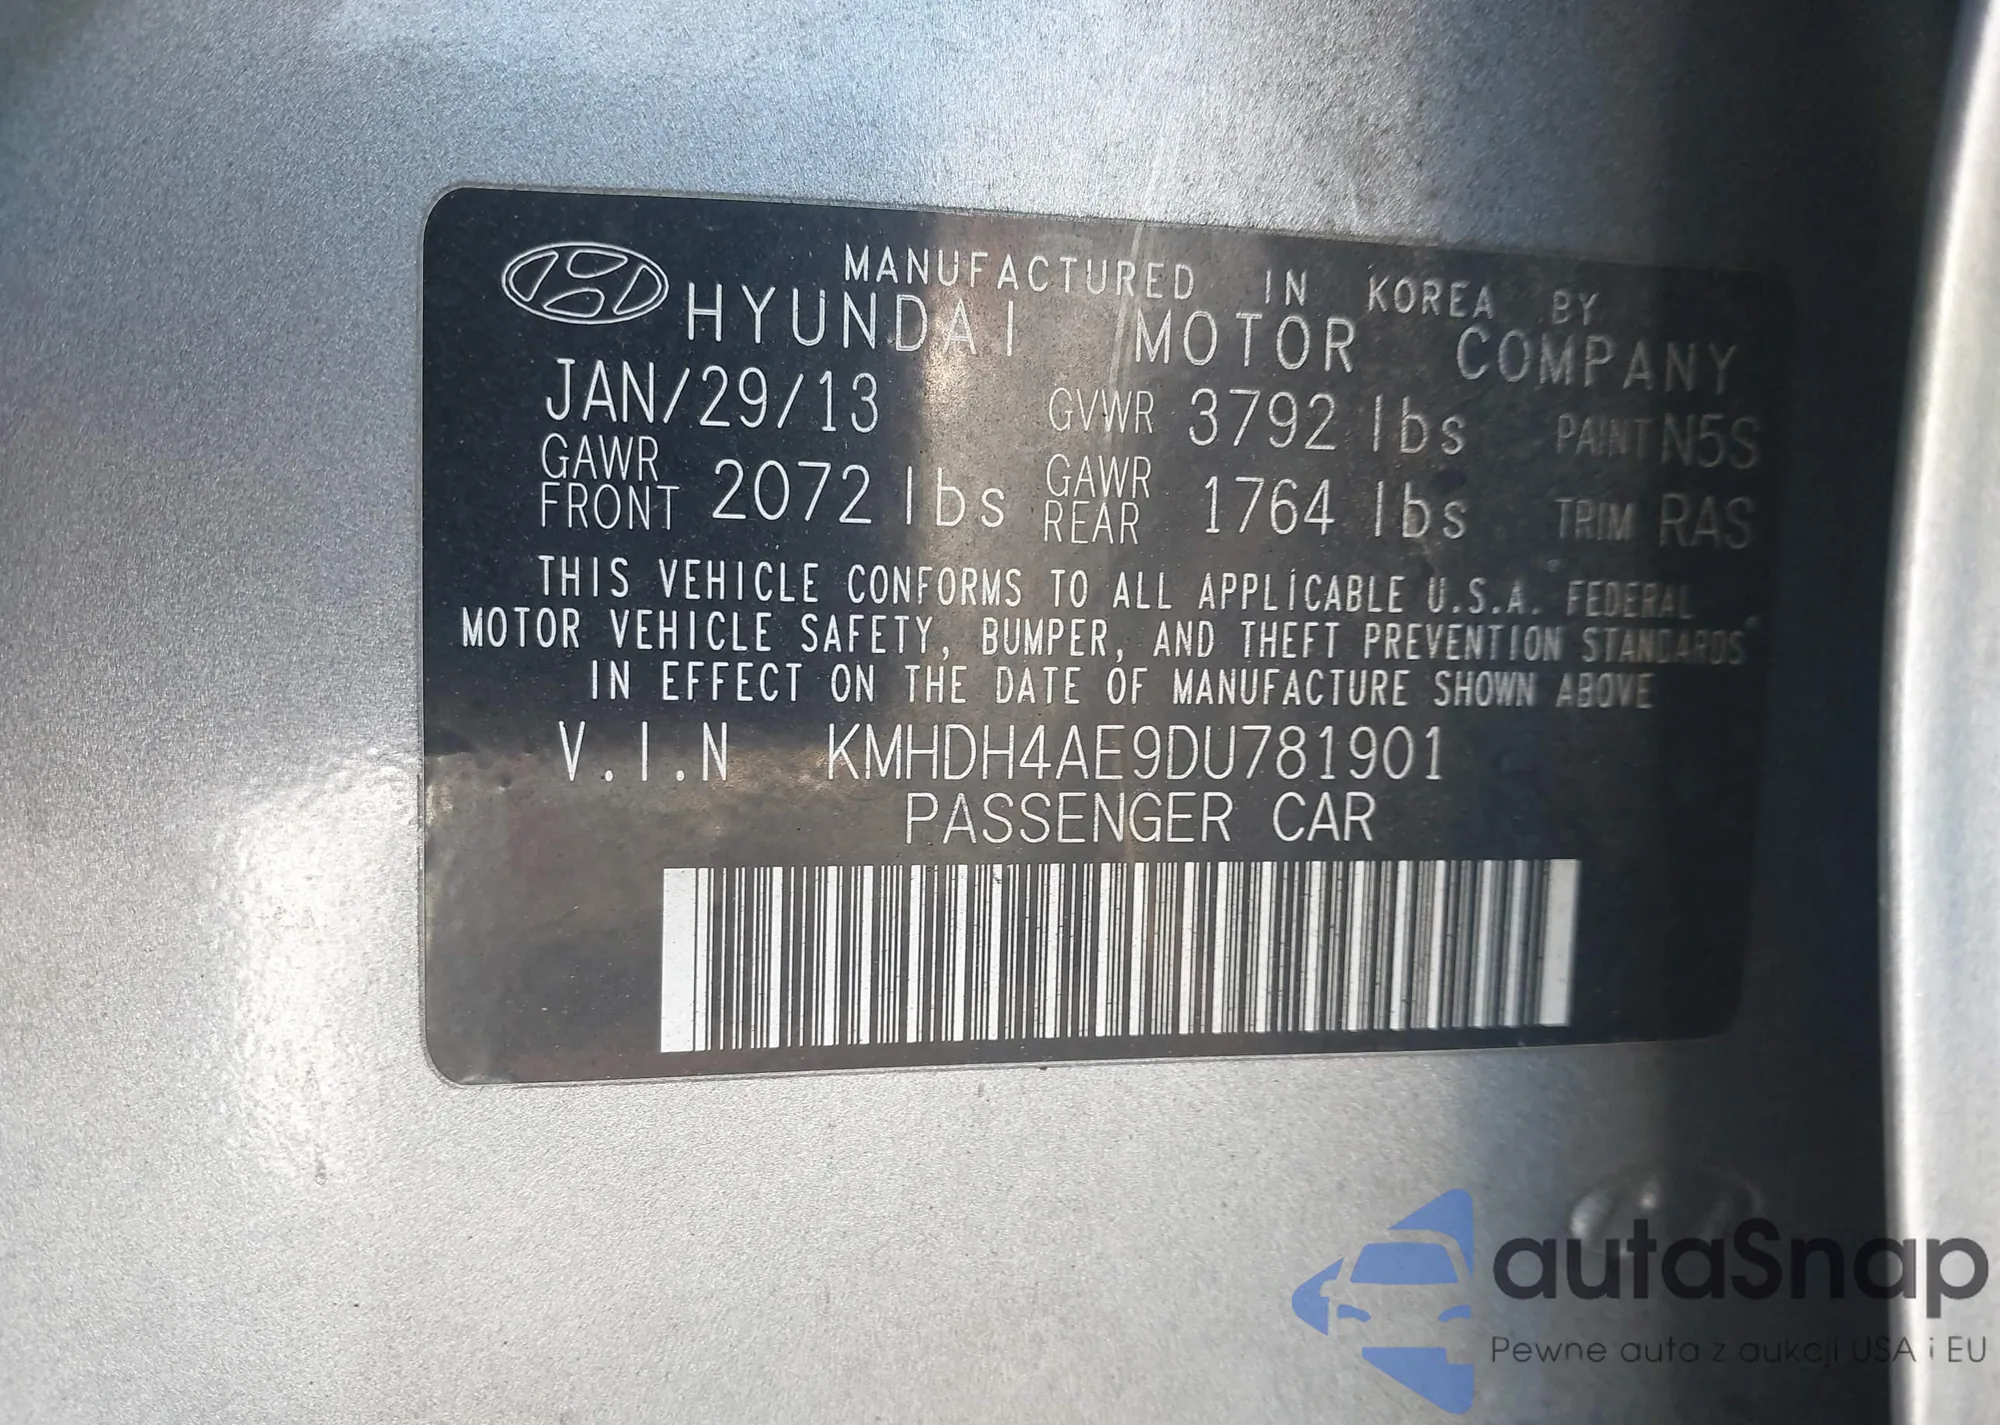 MANUFACTURED IN KOREA BY
HYUNDAI MOTOR COMPANY
JAN/29/13 GVWR 3792 lbs PAINT N5S
GAWR FRONT 2072 lbs GAWR REAR 1764 lbs TRIM RAS
THIS VEHICLE CONFORMS TO ALL APPLICABLE U.S.A. FEDERAL
MOTOR VEHICLE SAFETY, BUMPER, AND THEFT PREVENTION STANDARDS
IN EFFECT ON THE DATE OF MANUFACTURE SHOWN ABOVE
V.I.N KMHDH4AE9DU781901
PASSENGER CAR
autaSnap
Pewne auta z aukcji USA i EU